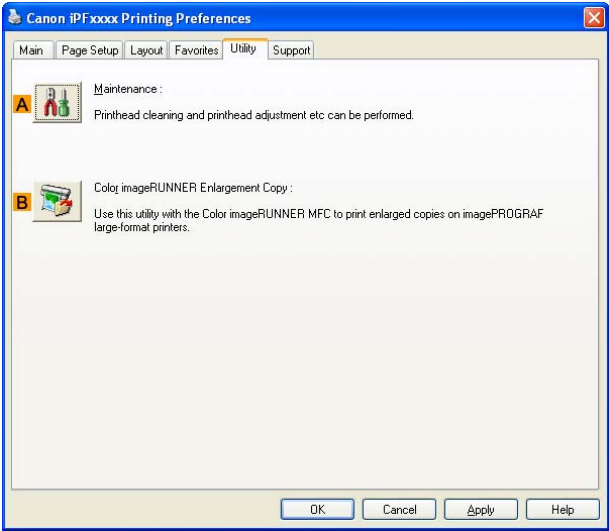 Canon iPFxxxx Printing Preferences
Main Page Setup Layout Favorites Utility Support
A
Maintenance :
Printhead cleaning and printhead adjustment etc can be performed.
B
Color imageRUNNER Enlargement Copy :
Use this utility with the Color imageRUNNER MFC to print enlarged copies on imagePROGRAF
large-format printers.
OK Cancel Apply Help